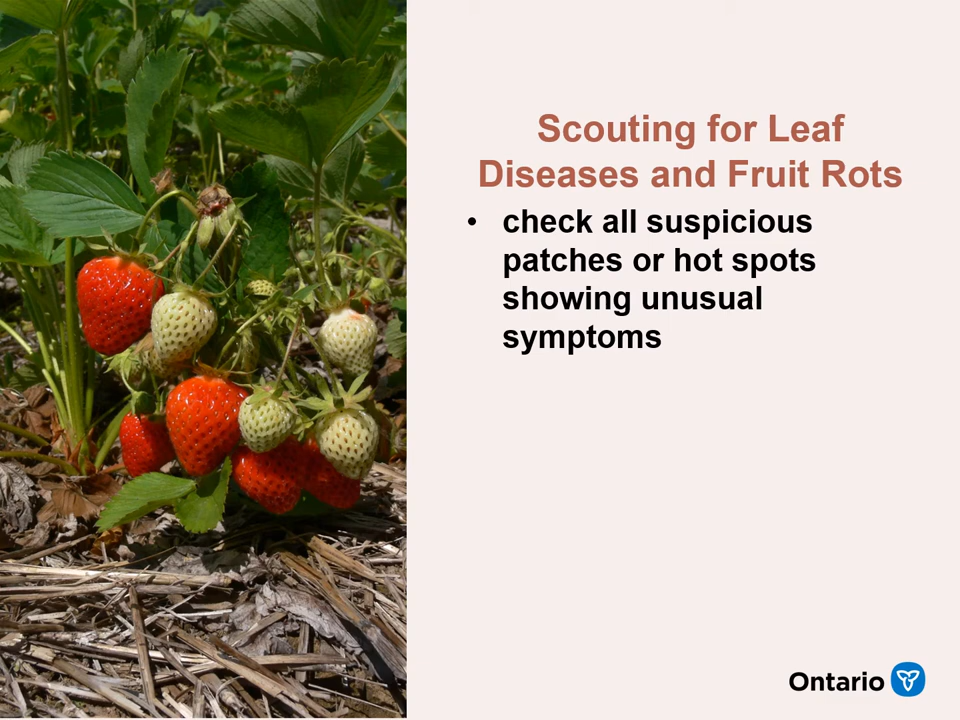 Scouting for Leaf
Diseases and Fruit Rots
• check all suspicious
patches or hot spots
showing unusual
symptoms
Ontario